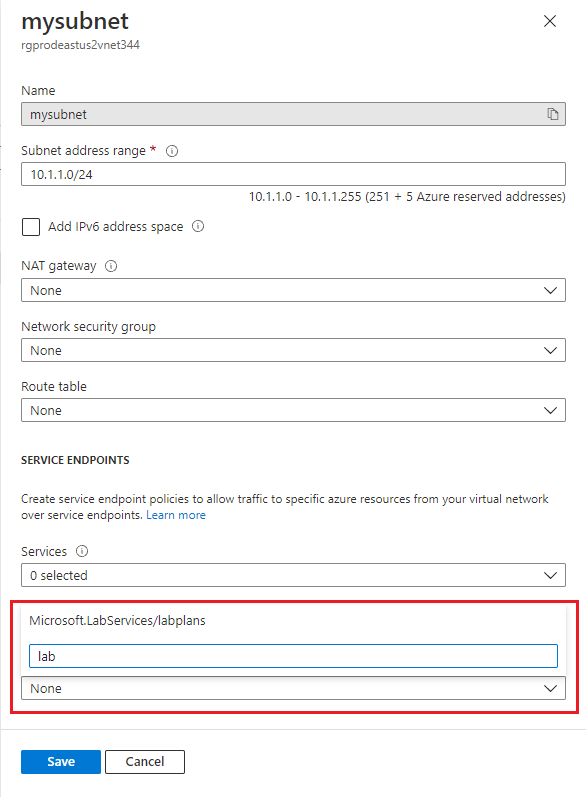 mysubnet
rgprodeastus2vnet344
Name
mysubnet
Subnet address range *
10.1.1.0/24
10.1.1.0 - 10.1.1.255 (251 + 5 Azure reserved addresses)
Add IPv6 address space
NAT gateway
None
Network security group
None
Route table
None
SERVICE ENDPOINTS
Create service endpoint policies to allow traffic to specific azure resources from your virtual network
over service endpoints. Learn more
Services
0 selected
Microsoft.LabServices/labplans
lab
None
Save Cancel